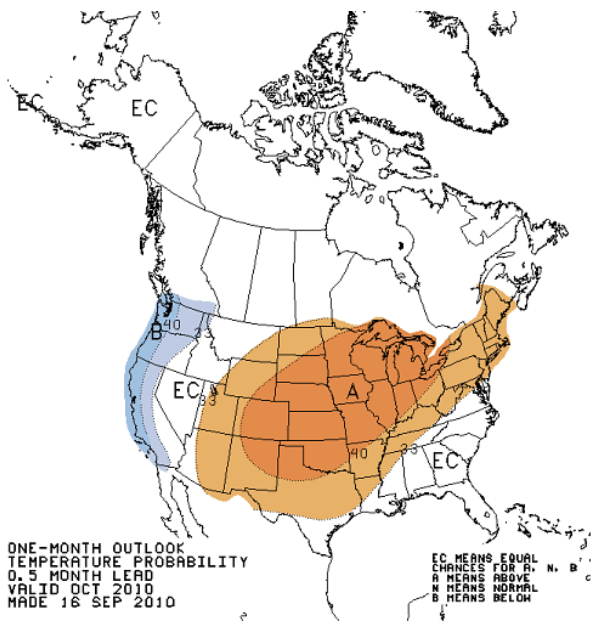 EC
EC
B
40
33
EC
33
A
40
33
EC
ONE-MONTH OUTLOOK
TEMPERATURE PROBABILITY
0.5 MONTH LEAD
VALID OCT 2010
MADE 16 SEP 2010
EC MEANS EQUAL
CHANCES FOR A, N, B
A MEANS ABOVE
N MEANS NORMAL
B MEANS BELOW